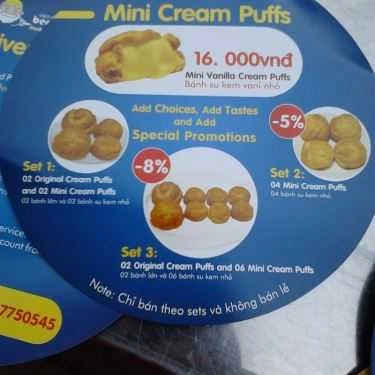 Mini Cream Puffs
16. 000vnđ
Mini Vanilla Cream Puffs
Bánh su kem vani nhỏ
Add Choices, Add Tastes
and Add
Special Promotions
-5%
-8%
Set 1:
02 Original Cream Puffs
and 02 Mini Cream Puffs
02 bánh lớn và 02 bánh su kem nhỏ
Set 2:
04 Mini Cream Puffs
04 bánh su kem nhỏ
Set 3:
02 Original Cream Puffs and 06 Mini Cream Puffs
02 bánh lớn và 06 bánh su kem nhỏ
Note: Chỉ bán theo sets và không bán lẻ
7750545